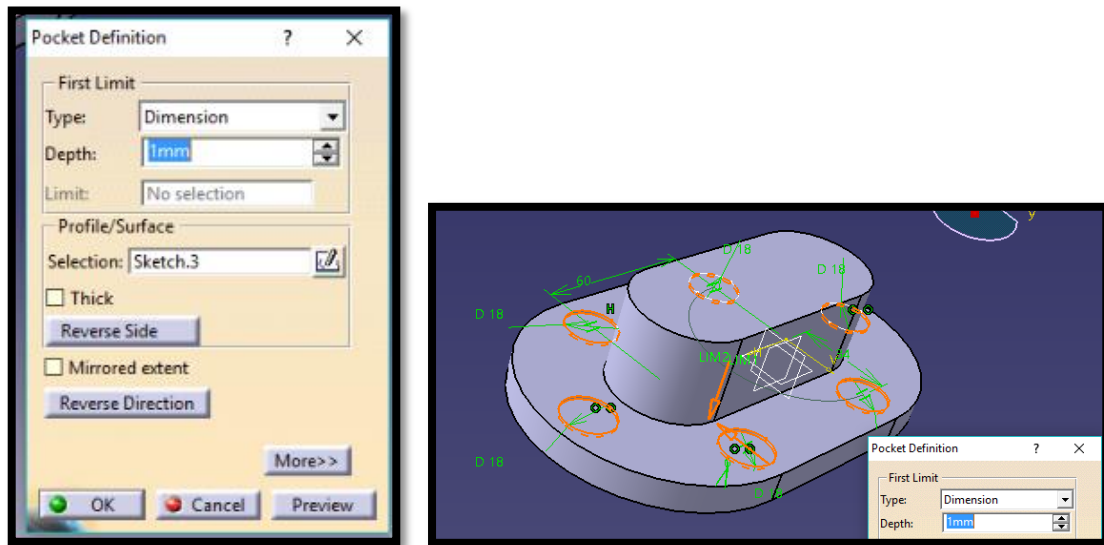 Pocket Definition ? X
First Limit
Type: Dimension
Depth: 1mm
Limit: No selection
Profile/Surface
Selection: Sketch.3
Thick
Reverse Side
Mirrored extent
Reverse Direction
More>>
OK Cancel Preview
y
D 18
60
D 18
H
D 18
LIM2
H
V
D 18
D 18
Pocket Definition ? X
First Limit
Type: Dimension
Depth: 1mm